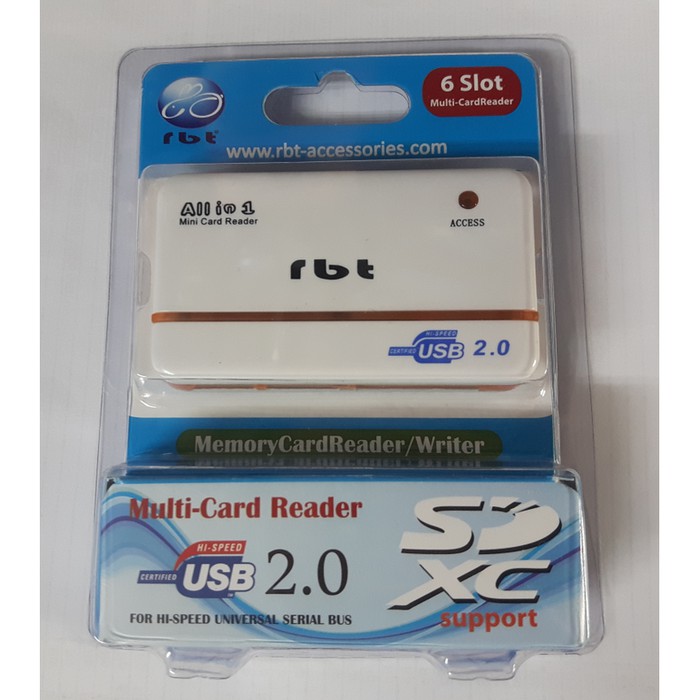 rbt
6 Slot
Multi-CardReader
www.rbt-accessories.com
All in 1
Mini Card Reader
ACCESS
rbt
HI-SPEED
CERTIFIED USB 2.0
MemoryCardReader/Writer
Multi-Card Reader
HI-SPEED
CERTIFIED USB 2.0
FOR HI-SPEED UNIVERSAL SERIAL BUS
SD
XC
support